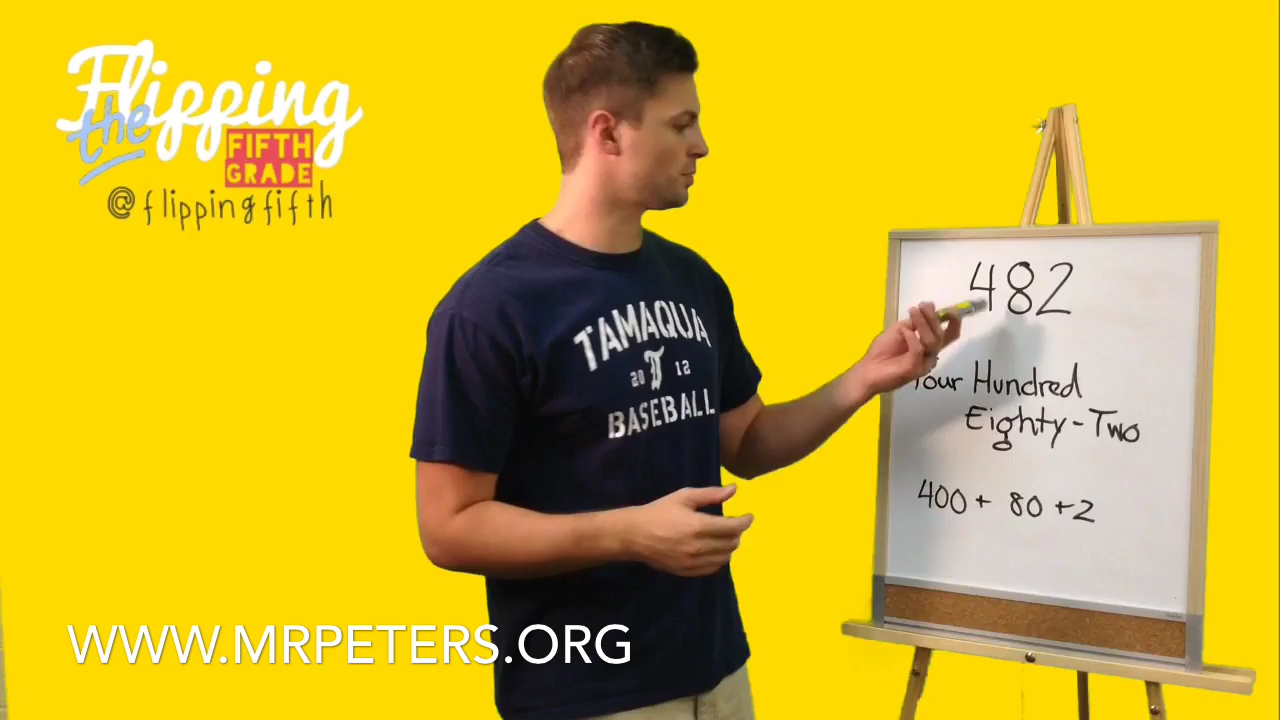 Flipping
the
FIFTH
GRADE
@flippingfifth
TAMAQUA
20 T 12
BASEBALL
482
Four Hundred
Eighty-Two
400 + 80 + 2
WWW.MRPETERS.ORG